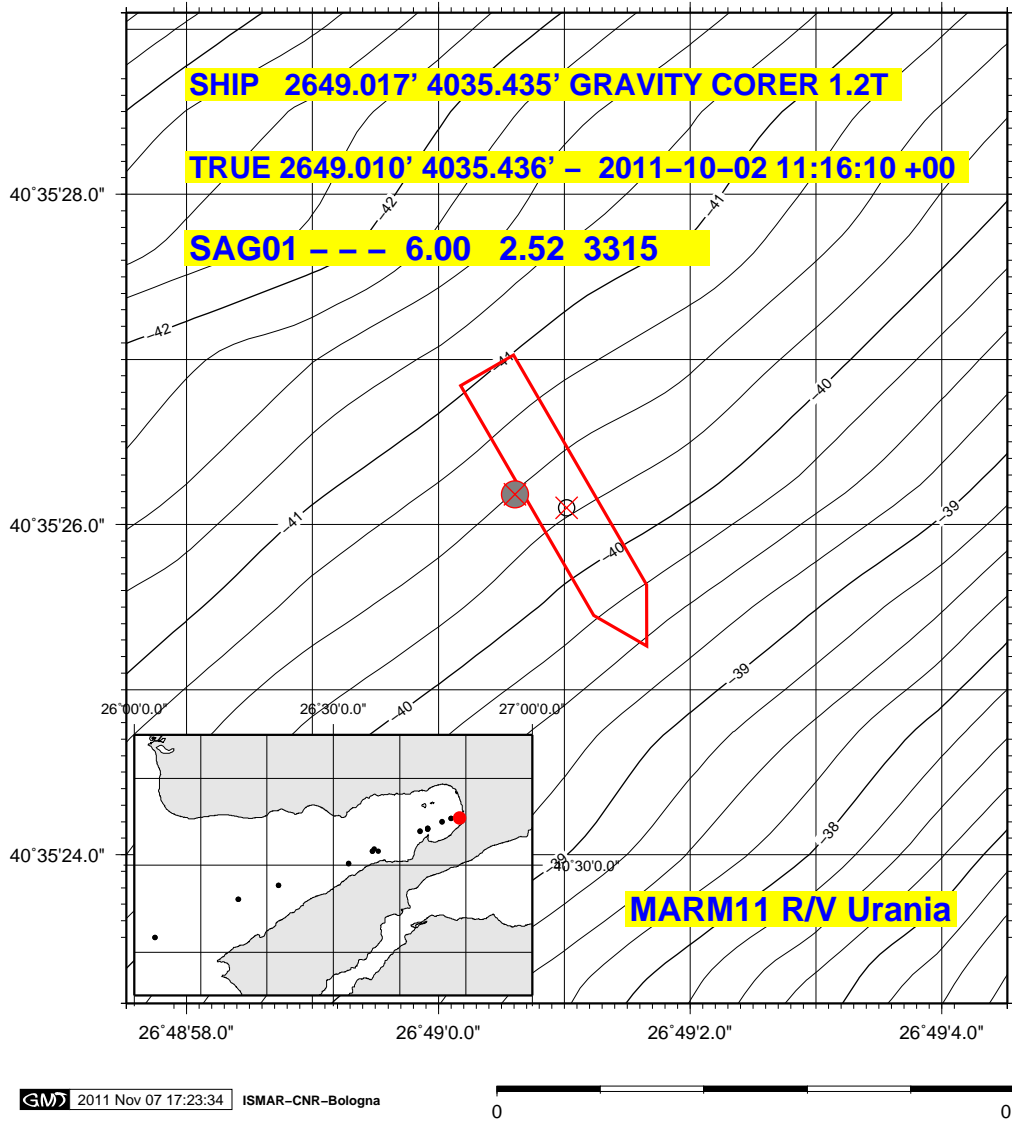 SHIP 2649.017’ 4035.435’ GRAVITY CORER 1.2T
TRUE 2649.010’ 4035.436’ – 2011–10–02 11:16:10 +00
40°35'28.0"
–42
–41
SAG01 – – – 6.00 2.52 3315
–42
–41
–40
–39
40°35'26.0"
–41
–40
–39
–40
26°00'0.0" 26°30'0.0" 27°00'0.0"
–38
40°35'24.0"
–39
40°30'0.0"
MARM11 R/V Urania
26°48'58.0" 26°49'0.0" 26°49'2.0" 26°49'4.0"
GMT 2011 Nov 07 17:23:34 ISMAR–CNR–Bologna
0 0